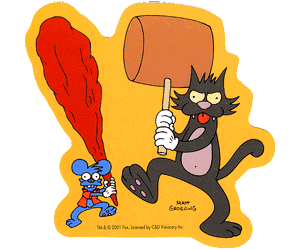 MATT
GROENING
TM & © 2001 Fox. Licensed by C&D Visionary Inc.